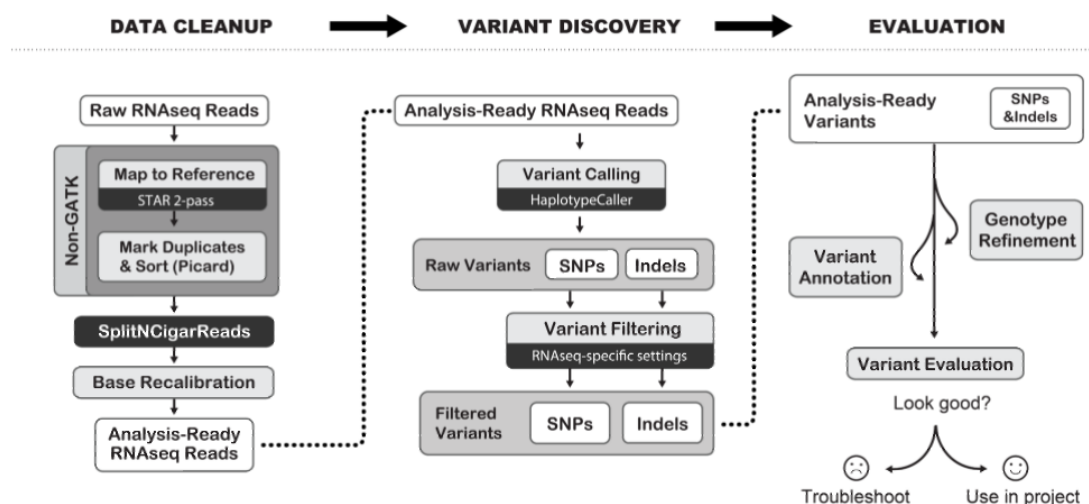 DATA CLEANUP
VARIANT DISCOVERY
EVALUATION
Raw RNAseq Reads
Non-GATK
Map to Reference
STAR 2-pass
Mark Duplicates
& Sort (Picard)
SplitNCigarReads
Base Recalibration
Analysis-Ready
RNAseq Reads
Analysis-Ready RNAseq Reads
Variant Calling
HaplotypeCaller
Raw Variants
SNPs
Indels
Variant Filtering
RNAseq-specific settings
Filtered
Variants
SNPs
Indels
Analysis-Ready
Variants
SNPs
&Indels
Genotype
Refinement
Variant
Annotation
Variant Evaluation
Look good?
Troubleshoot
Use in project